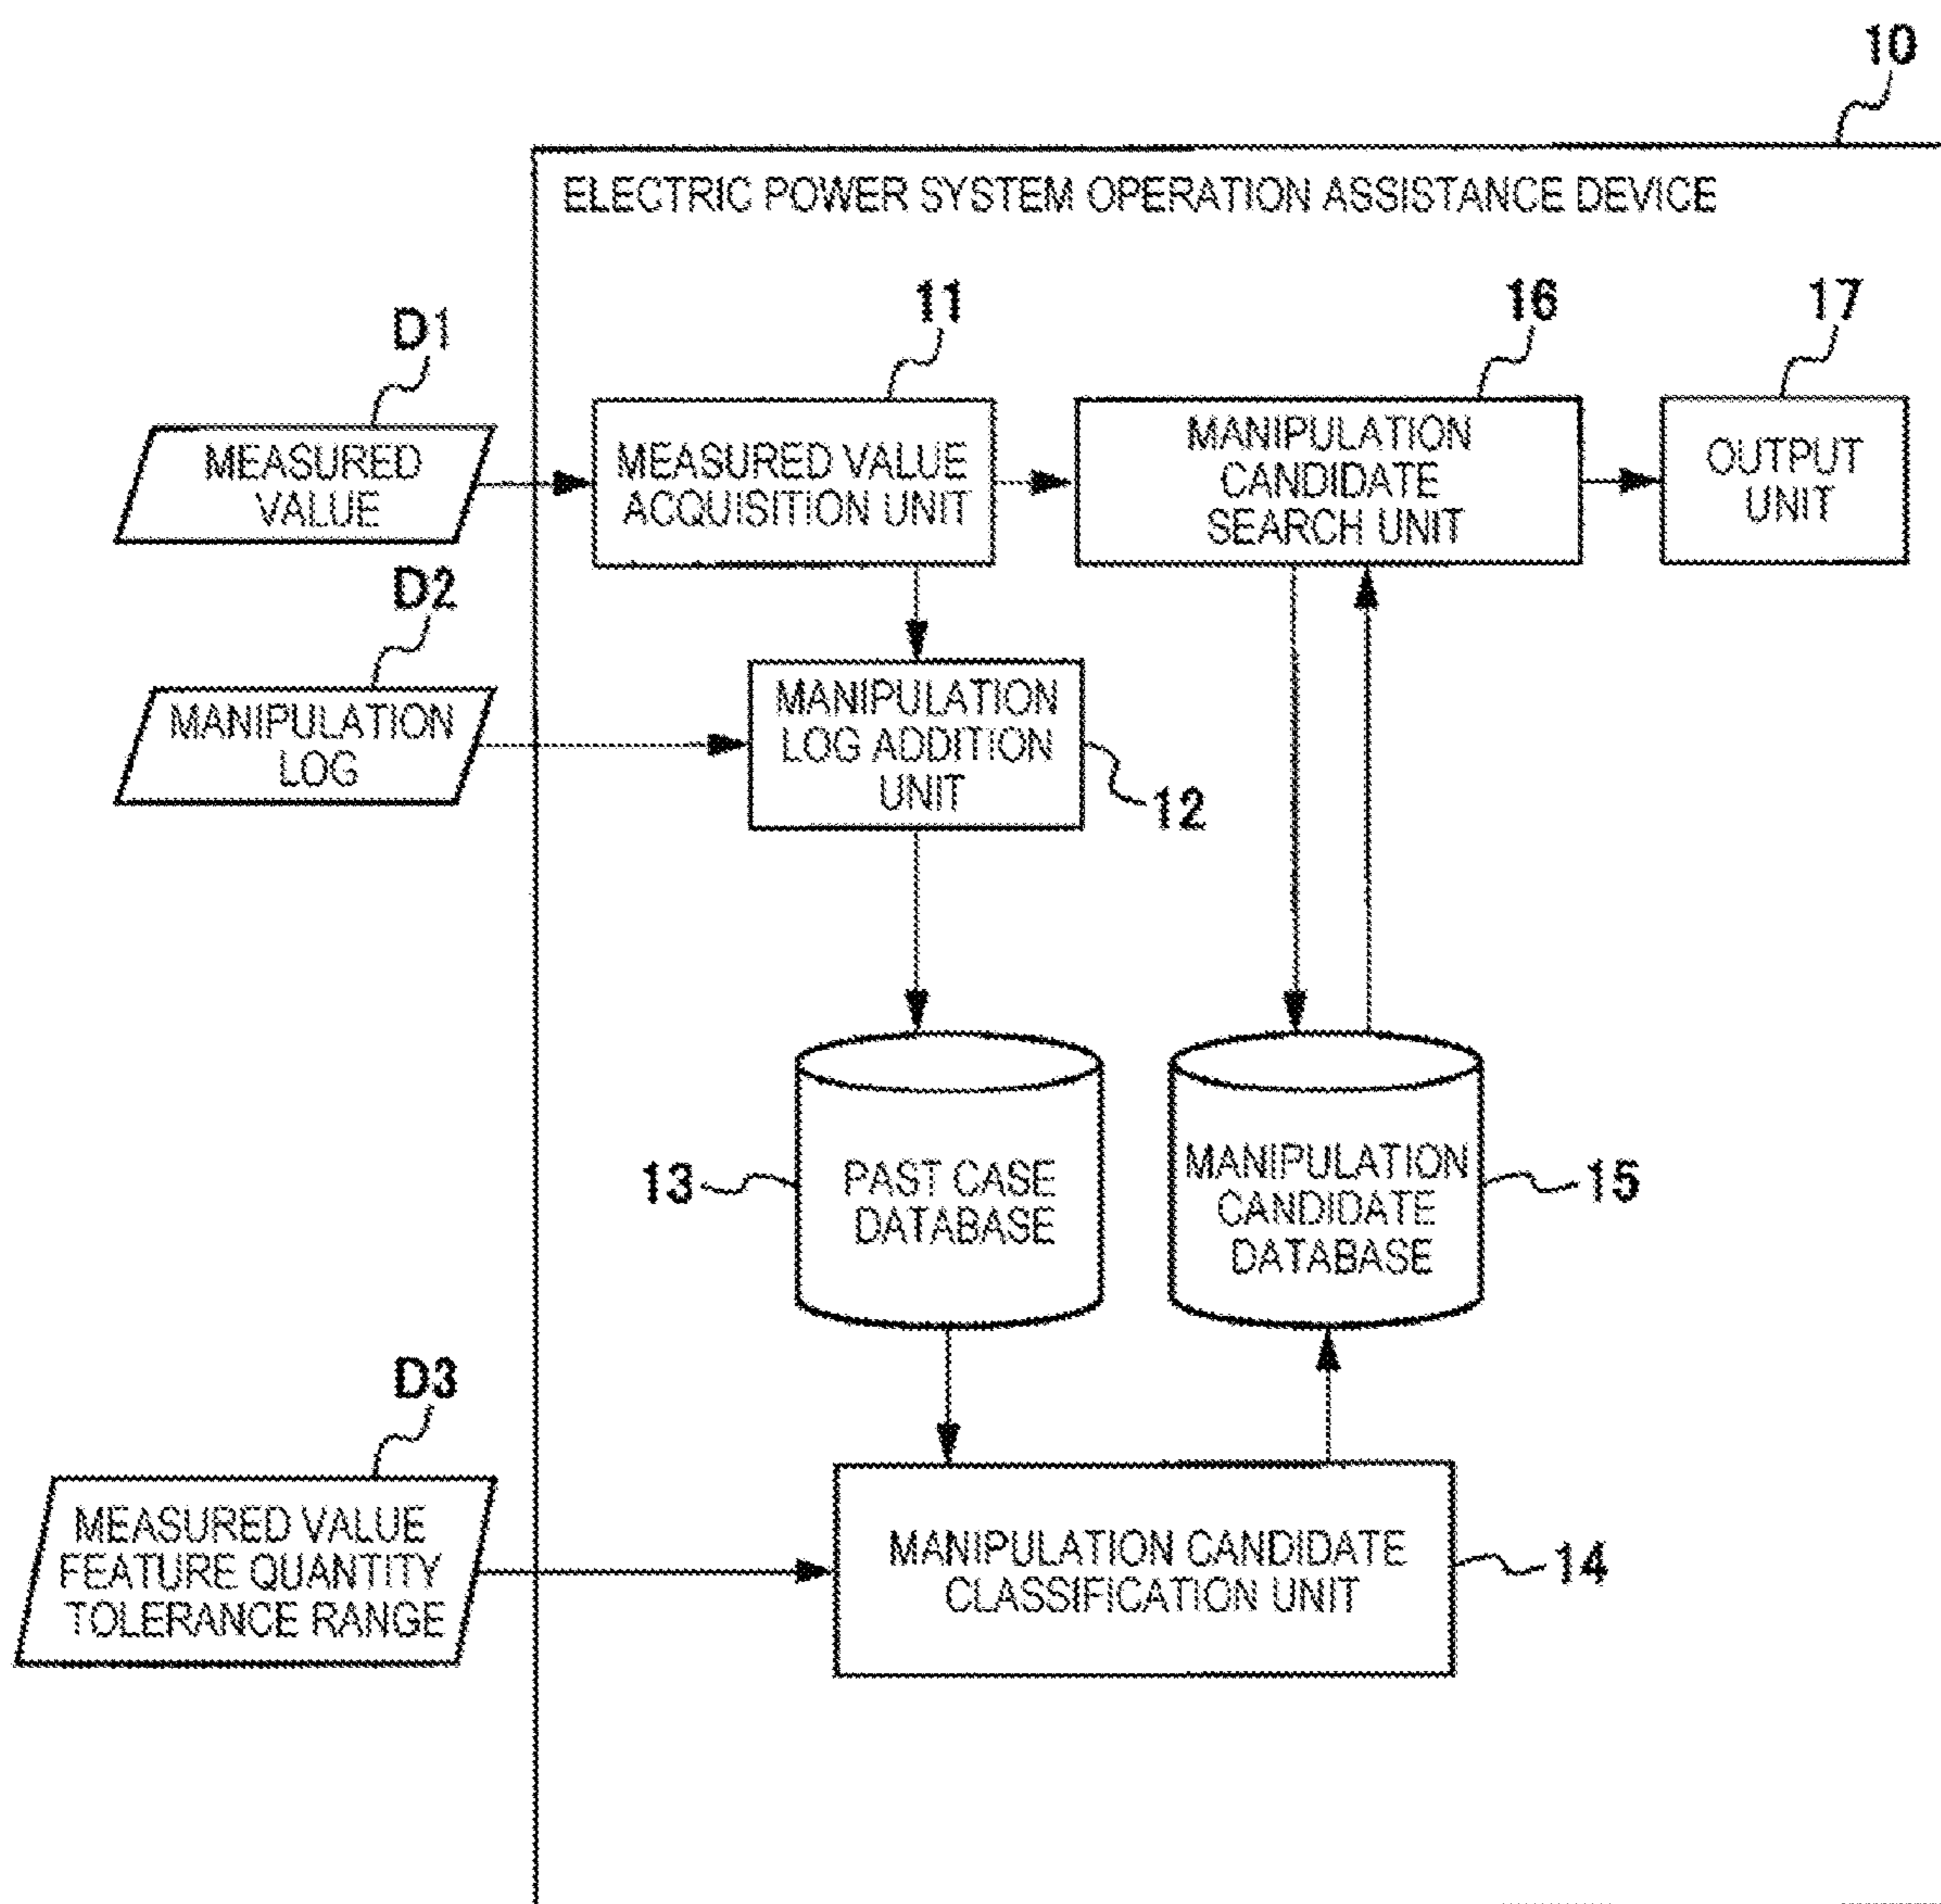 10
ELECTRIC POWER SYSTEM OPERATION ASSISTANCE DEVICE
D1
11
16
17
MEASURED
VALUE
MEASURED VALUE
ACQUISITION UNIT
MANIPULATION
CANDIDATE
SEARCH UNIT
OUTPUT
UNIT
D2
MANIPULATION
LOG
MANIPULATION
LOG ADDITION
UNIT
12
13
PAST CASE
DATABASE
MANIPULATION
CANDIDATE
DATABASE
15
D3
MEASURED VALUE
FEATURE QUANTITY
TOLERANCE RANGE
MANIPULATION CANDIDATE
CLASSIFICATION UNIT
14